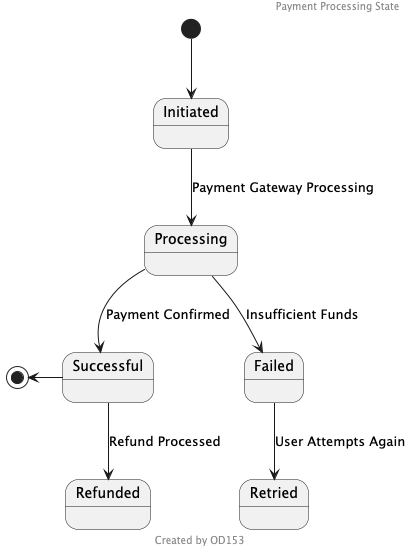 Payment Processing State
Initiated
Payment Gateway Processing
Processing
Payment Confirmed
Insufficient Funds
Successful
Failed
Refund Processed
User Attempts Again
Refunded
Retried
Created by OD153